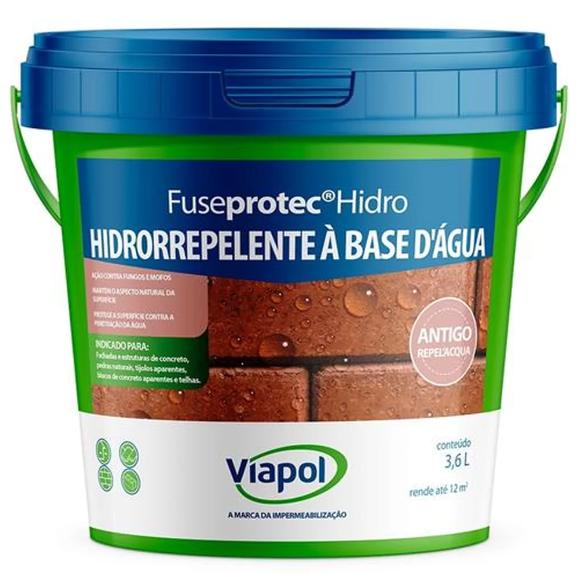 Fuseprotec®Hidro
HIDRORREPELENTE À BASE D'ÁGUA
AÇÃO CONTRA FUNGOS E MOFOS
MANTÉM O ASPECTO NATURAL DA
SUPERFÍCIE
PROTEGE A SUPERFÍCIE CONTRA A
PENETRAÇÃO DA ÁGUA
INDICADO PARA:
Fachadas e estruturas de concreto,
pedras naturais, tijolos aparentes,
blocos de concreto aparentes e telhas.
ANTIGO
REPEL'ACQUA
Viapol
A MARCA DA IMPERMEABILIZAÇÃO
conteúdo
3,6 L
rende até 12 m²